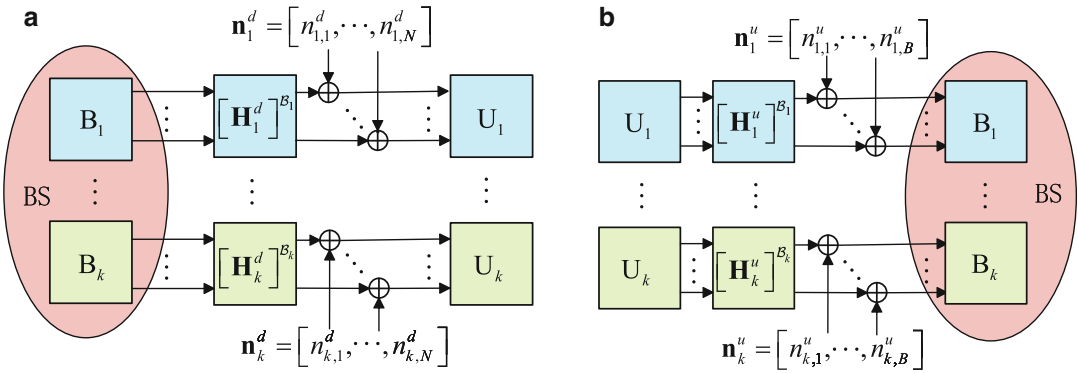 a
n_1^d = [n_{1,1}^d, ⋯, n_{1,N}^d]
B_1
[H_1^d]^{ℬ_1}
U_1
BS
B_k
[H_k^d]^{ℬ_k}
U_k
n_k^d = [n_{k,1}^d, ⋯, n_{k,N}^d]
b
n_1^u = [n_{1,1}^u, ⋯, n_{1,B}^u]
U_1
[H_1^u]^{ℬ_1}
B_1
BS
U_k
[H_k^u]^{ℬ_k}
B_k
n_k^u = [n_{k,1}^u, ⋯, n_{k,B}^u]